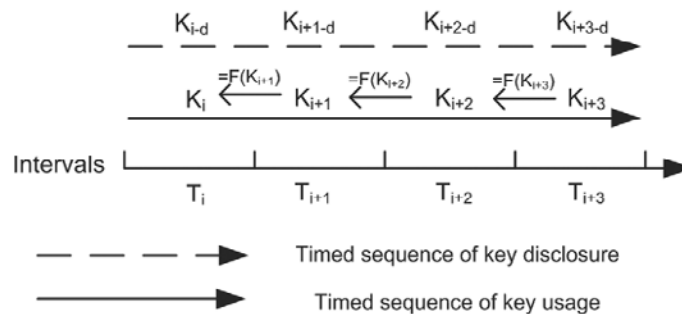 K_{i-d} K_{i+1-d} K_{i+2-d} K_{i+3-d}
=F(K_{i+1}) =F(K_{i+2}) =F(K_{i+3})
K_i K_{i+1} K_{i+2} K_{i+3}
Intervals
T_i T_{i+1} T_{i+2} T_{i+3}
Timed sequence of key disclosure
Timed sequence of key usage